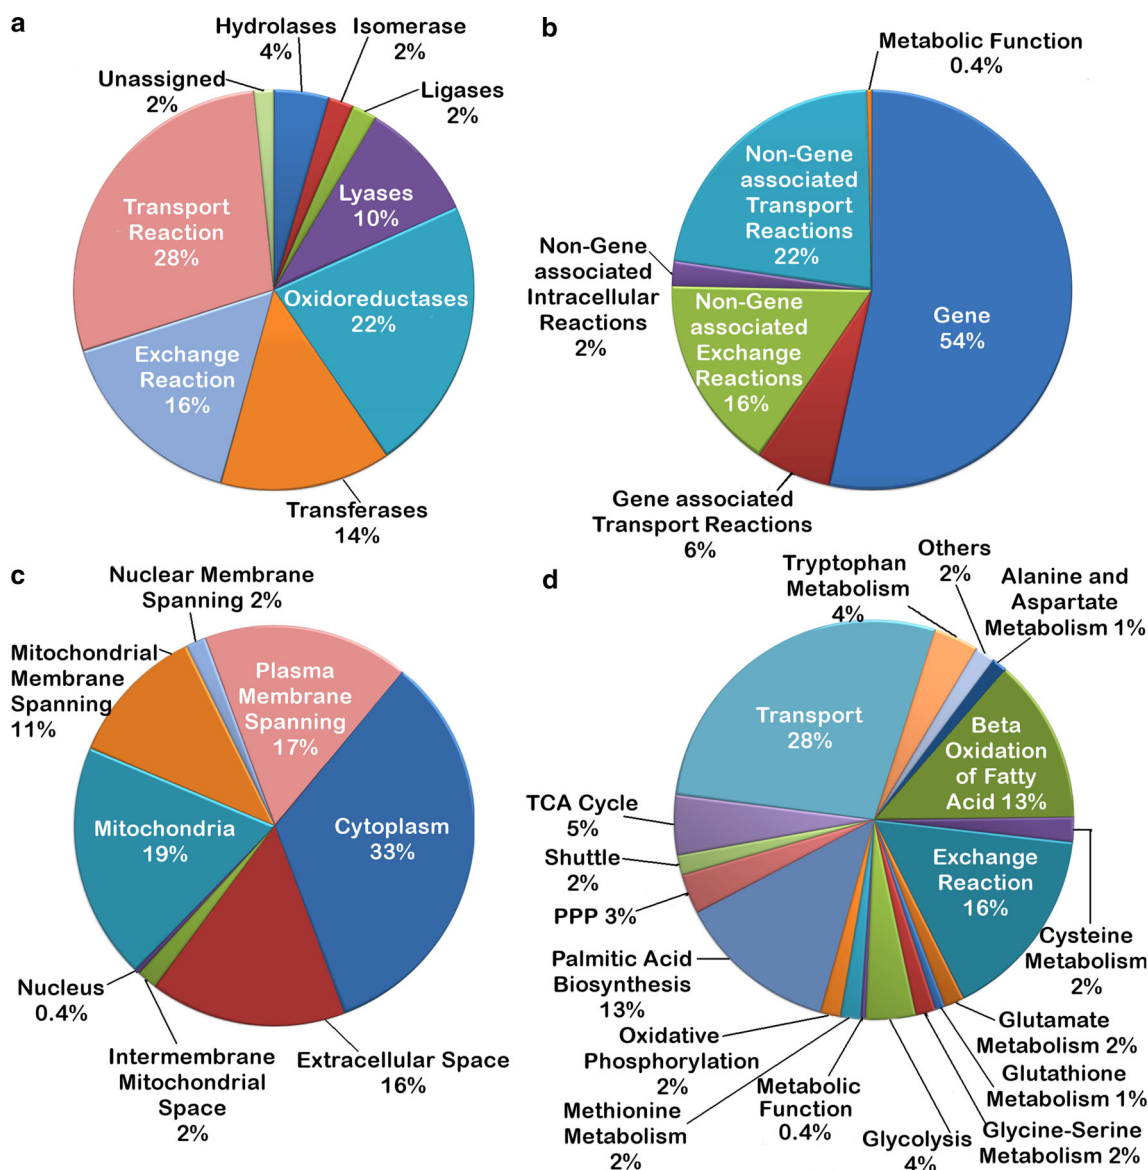 a
Hydrolases
4%
Isomerase
2%
Unassigned
2%
Ligases
2%
Lyases
10%
Transport
Reaction
28%
Oxidoreductases
22%
Exchange
Reaction
16%
Transferases
14%
b
Metabolic Function
0.4%
Non-Gene
associated
Transport
Reactions
22%
Non-Gene
associated
Intracellular
Reactions
2%
Gene
54%
Non-Gene
associated
Exchange
Reactions
16%
Gene associated
Transport Reactions
6%
c
Nuclear Membrane
Spanning 2%
Mitochondrial
Membrane
Spanning
11%
Plasma
Membrane
Spanning
17%
Cytoplasm
33%
Mitochondria
19%
Nucleus
0.4%
Intermembrane
Mitochondrial
Space
2%
Extracellular Space
16%
d
Tryptophan
Metabolism
4%
Others
2%
Alanine and
Aspartate
Metabolism 1%
Transport
28%
Beta
Oxidation
of Fatty
Acid 13%
TCA Cycle
5%
Shuttle
2%
PPP 3%
Exchange
Reaction
16%
Cysteine
Metabolism
2%
Palmitic Acid
Biosynthesis
13%
Oxidative
Phosphorylation
2%
Methionine
Metabolism
2%
Metabolic
Function
0.4%
Glycolysis
4%
Glutamate
Metabolism 2%
Glutathione
Metabolism 1%
Glycine-Serine
Metabolism 2%